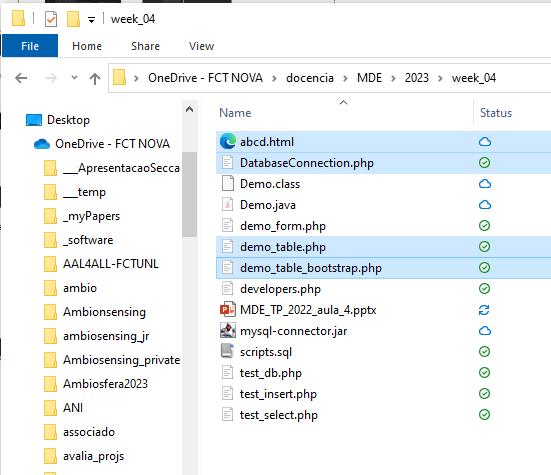 week_04
File Home Share View
OneDrive - FCT NOVA > docencia > MDE > 2023 > week_04
Name Status
Desktop
OneDrive - FCT NOVA
___ApresentacaoSecca
___temp
_myPapers
_software
AAL4ALL-FCTUNL
ambio
Ambionsensing
ambiosensing_jr
Ambiosensing_private
Ambiosfera2023
ANI
associado
avalia_projs
abcd.html
DatabaseConnection.php
Demo.class
Demo.java
demo_form.php
demo_table.php
demo_table_bootstrap.php
developers.php
MDE_TP_2022_aula_4.pptx
mysql-connector.jar
scripts.sql
test_db.php
test_insert.php
test_select.php